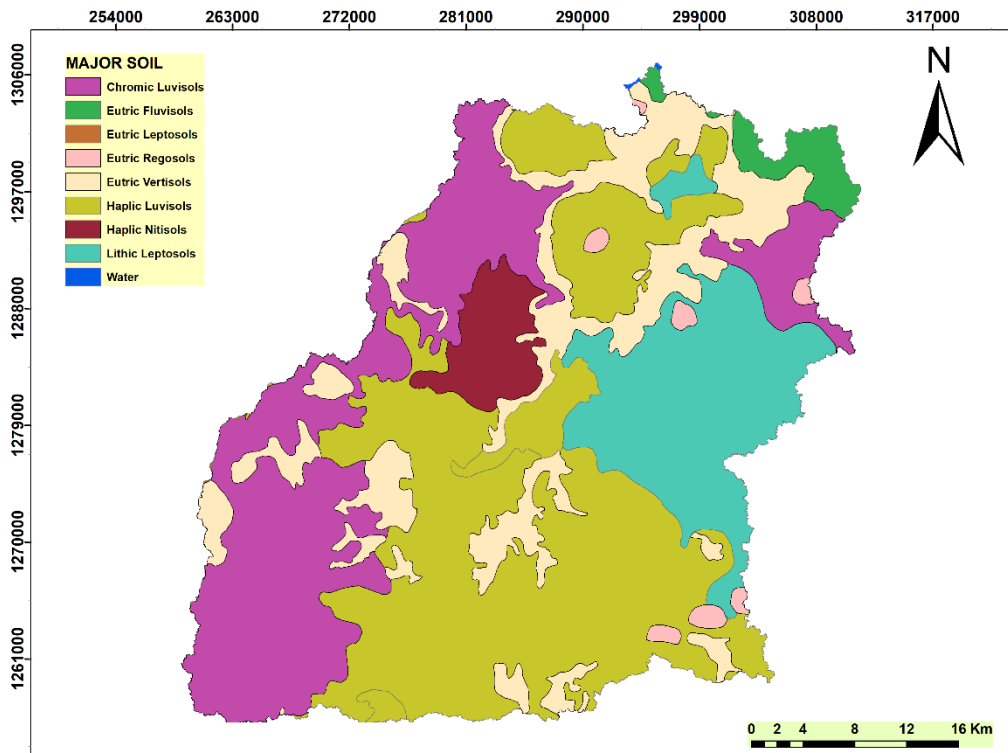 254000 263000 272000 281000 290000 299000 308000 317000
1306000
1297000
1288000
1279000
1270000
1261000
MAJOR SOIL
Chromic Luvisols
Eutric Fluvisols
Eutric Leptosols
Eutric Regosols
Eutric Vertisols
Haplic Luvisols
Haplic Nitisols
Lithic Leptosols
Water
N
0 2 4 8 12 16 Km